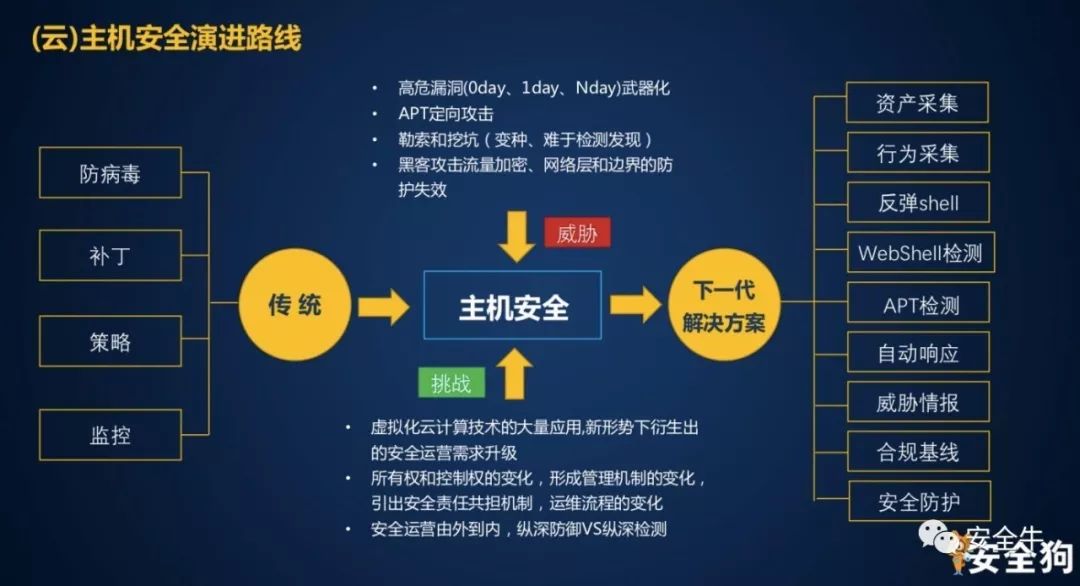 (云)主机安全演进路线
高危漏洞(0day、1day、Nday)武器化
APT定向攻击
勒索和挖坑（变种、难于检测发现）
黑客攻击流量加密、网络层和边界的防
护失效
威胁
防病毒
补丁
策略
监控
传统
主机安全
下一代
解决方案
挑战
虚拟化云计算技术的大量应用,新形势下衍生出
的安全运营需求升级
所有权和控制权的变化，形成管理机制的变化，
引出安全责任共担机制，运维流程的变化
安全运营由外到内，纵深防御VS纵深检测
资产采集
行为采集
反弹shell
WebShell检测
APT检测
自动响应
威胁情报
合规基线
安全防护
安全牛
安全狗